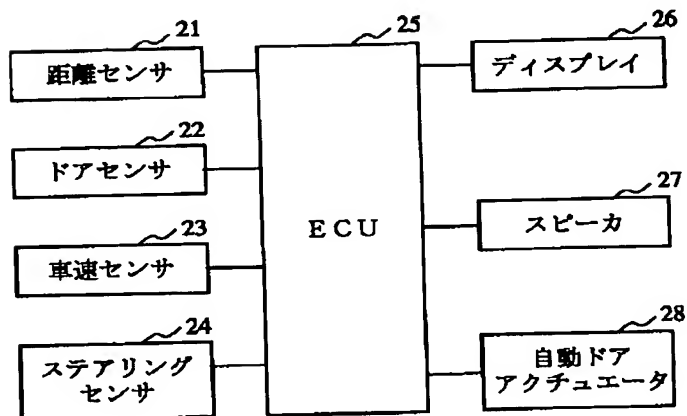 21
距離センサ
22
ドアセンサ
23
車速センサ
24
ステアリング
センサ
25
ECU
26
ディスプレイ
27
スピーカ
28
自動ドア
アクチュエータ